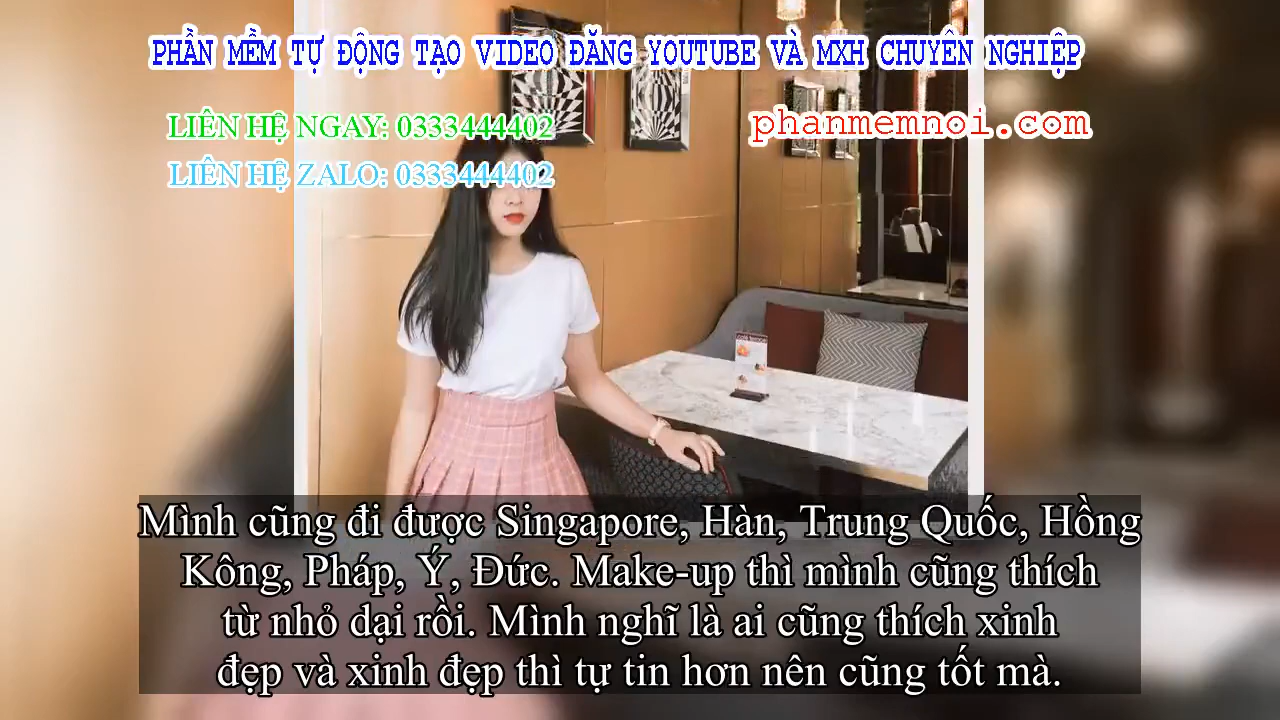 PHẦN MỀM TỰ ĐỘNG TẠO VIDEO ĐĂNG YOUTUBE VÀ MXH CHUYÊN NGHIỆP
LIÊN HỆ NGAY: 0333444402
phanmemnoi.com
LIÊN HỆ ZALO: 0333444402
Mình cũng đi được Singapore, Hàn, Trung Quốc, Hồng
Kông, Pháp, Ý, Đức. Make-up thì mình cũng thích
từ nhỏ dại rồi. Mình nghĩ là ai cũng thích xinh
đẹp và xinh đẹp thì tự tin hơn nên cũng tốt mà.